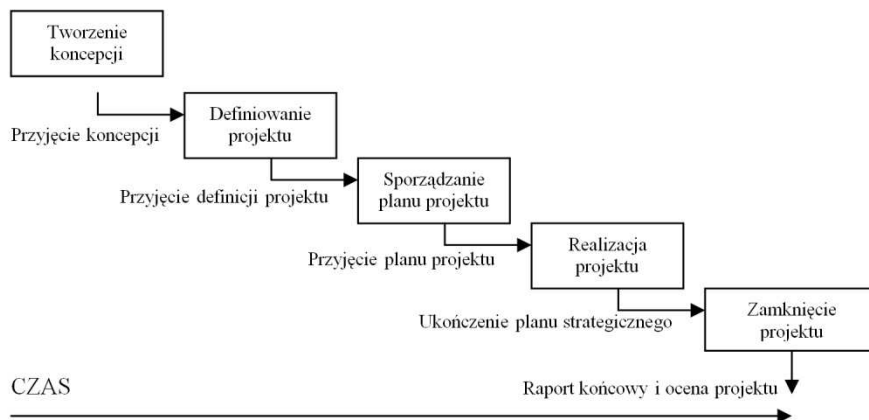 Tworzenie
koncepcji
Definiowanie
projektu
Przyjęcie koncepcji
Sporządzanie
planu projektu
Przyjęcie definicji projektu
Realizacja
projektu
Przyjęcie planu projektu
Zamknięcie
projektu
Ukończenie planu strategicznego
Raport końcowy i ocena projektu
CZAS